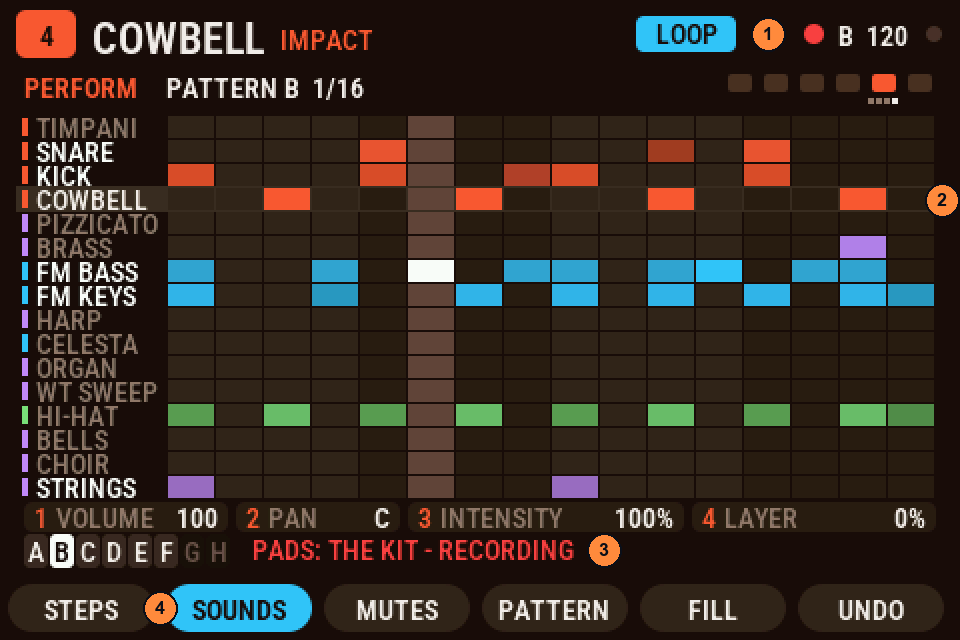 4 COWBELL IMPACT LOOP 1 B 120
PERFORM PATTERN B 1/16
TIMPANI
SNARE
KICK
COWBELL 2
PIZZICATO
BRASS
FM BASS
FM KEYS
HARP
CELESTA
ORGAN
WT SWEEP
HI-HAT
BELLS
CHOIR
STRINGS
1 VOLUME 100 2 PAN C 3 INTENSITY 100% 4 LAYER 0%
A B C D E F G H PADS: THE KIT - RECORDING 3
STEPS 4 SOUNDS MUTES PATTERN FILL UNDO